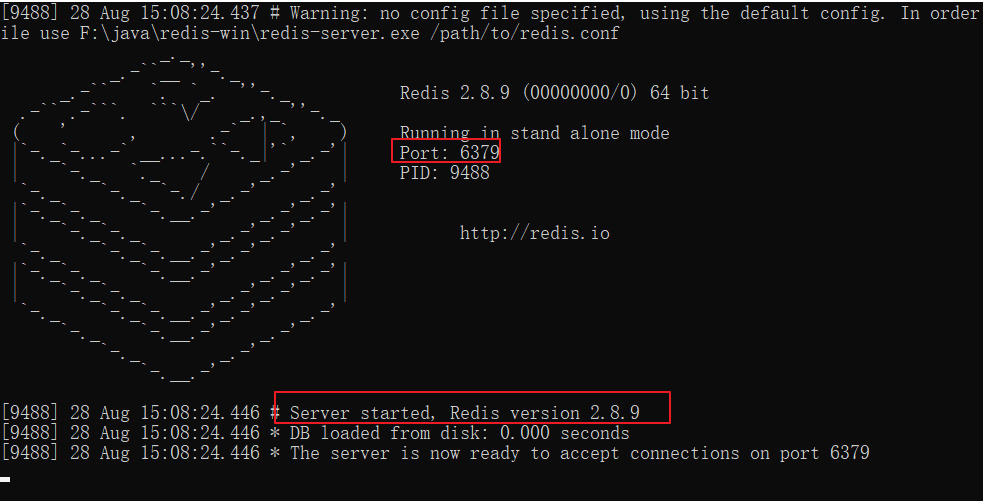 [9488] 28 Aug 15:08:24.437 # Warning: no config file specified, using the default config. In orde
ile use F:\java\redis-win\redis-server.exe /path/to/redis.conf
Redis 2.8.9 (00000000/0) 64 bit
Running in stand alone mode
Port: 6379
PID: 9488
http://redis.io
[9488] 28 Aug 15:08:24.446 # Server started, Redis version 2.8.9
[9488] 28 Aug 15:08:24.446 * DB loaded from disk: 0.000 seconds
[9488] 28 Aug 15:08:24.446 * The server is now ready to accept connections on port 6379